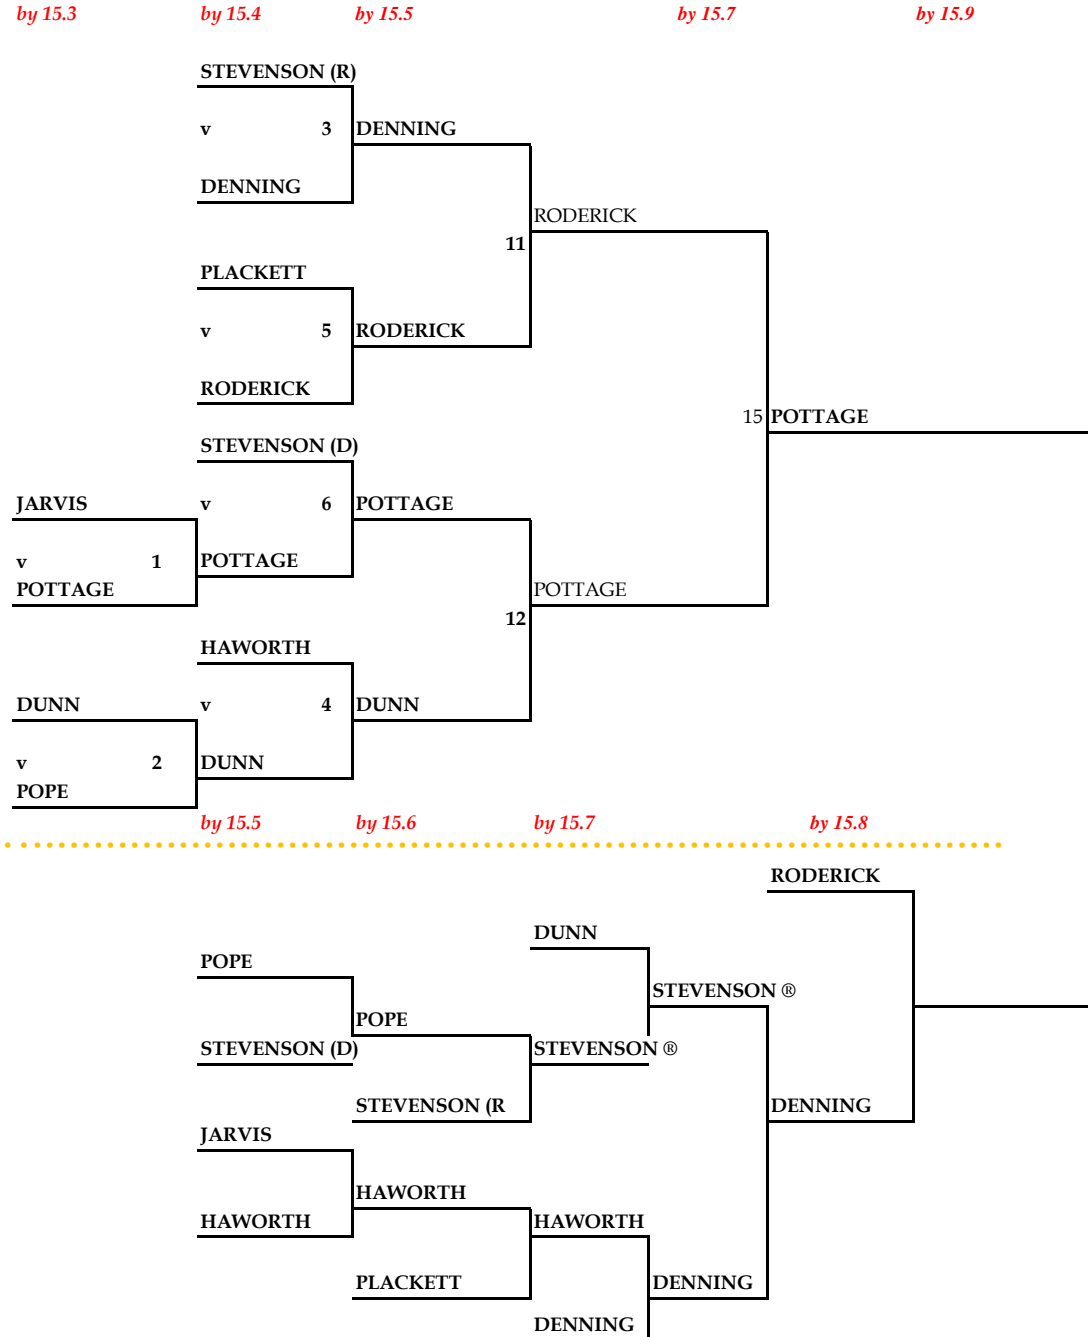 by 15.3 by 15.4 by 15.5 by 15.7 by 15.9
STEVENSON (R)
v 3 DENNING
DENNING
RODERICK
11
PLACKETT
v 5 RODERICK
RODERICK
15 POTTAGE
STEVENSON (D)
JARVIS v 6 POTTAGE
v 1 POTTAGE
POTTAGE POTTAGE
12
HAWORTH
DUNN v 4 DUNN
v 2 DUNN
POPE
by 15.5 by 15.6 by 15.7 by 15.8
RODERICK
DUNN
POPE
STEVENSON ®
POPE
STEVENSON (D) STEVENSON ®
STEVENSON (R DENNING
JARVIS
HAWORTH
HAWORTH HAWORTH
PLACKETT DENNING
DENNING